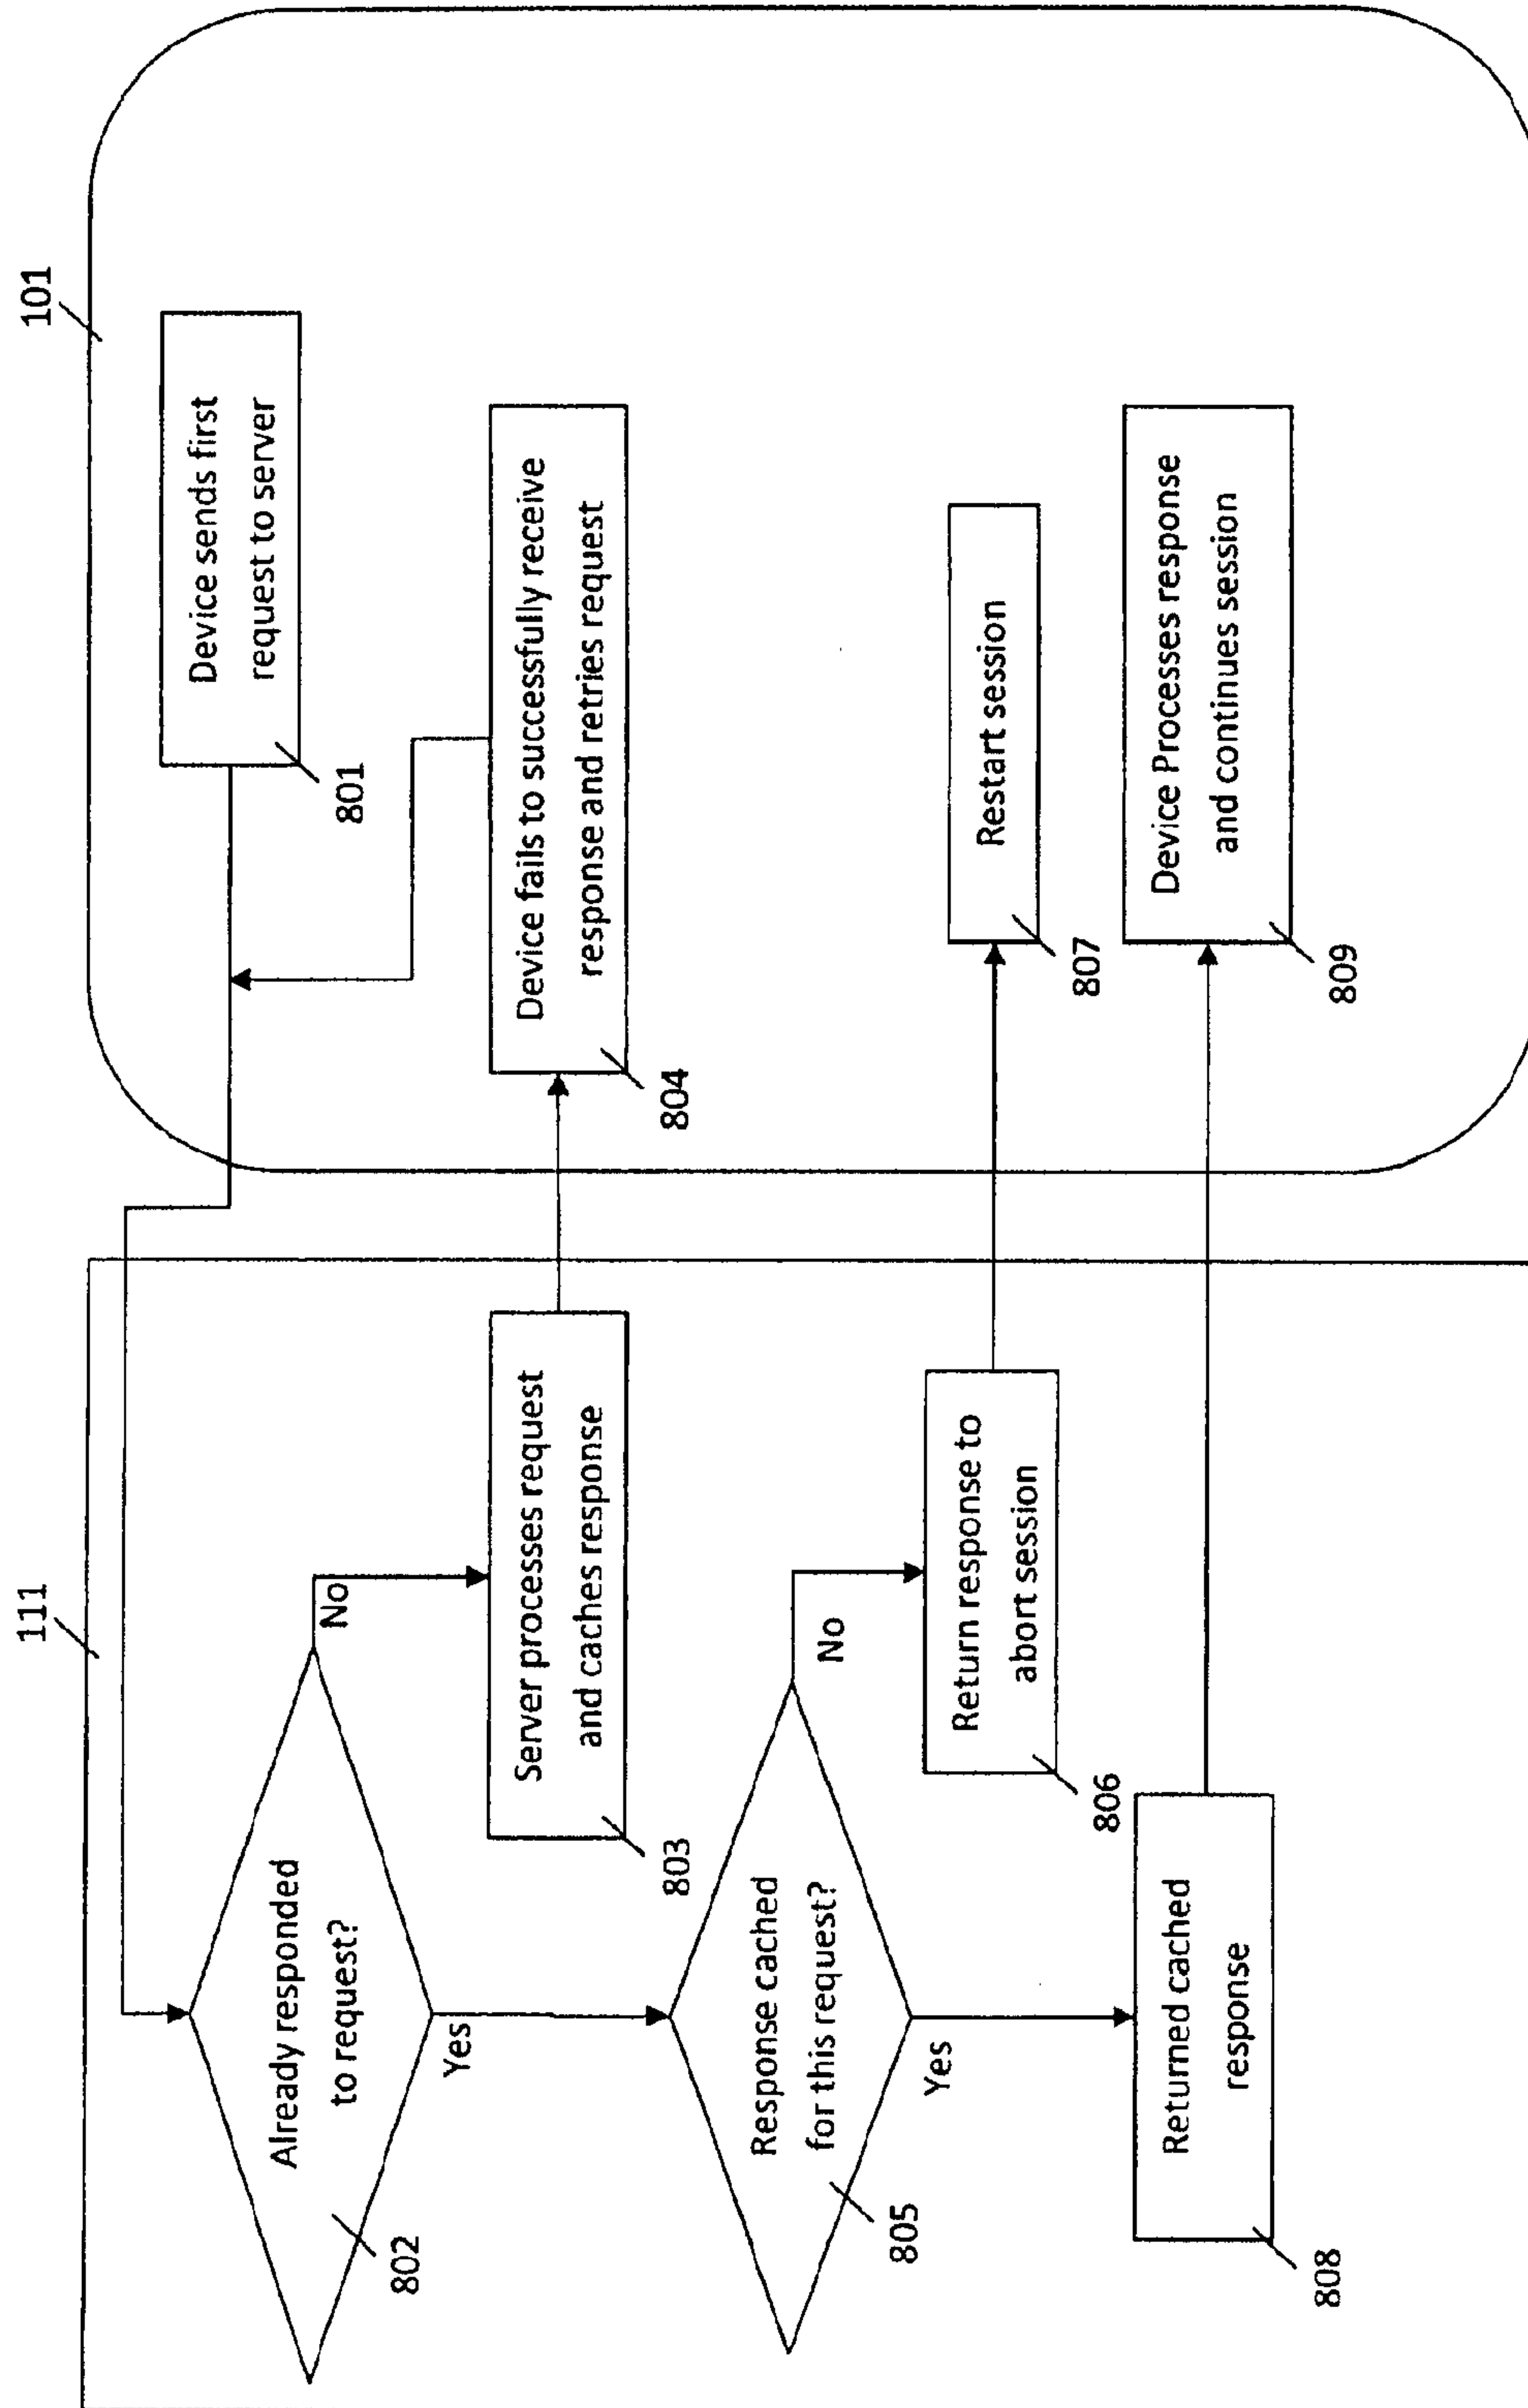 111
101
Device sends first
request to server
801
Already responded
to request?
802
No
Yes
Server processes request
and caches response
803
Device fails to successfully receive
response and retries request
804
Response cached
for this request?
805
No
Yes
Return response to
abort session
806
Restart session
807
Returned cached
response
808
Device Processes response
and continues session
809